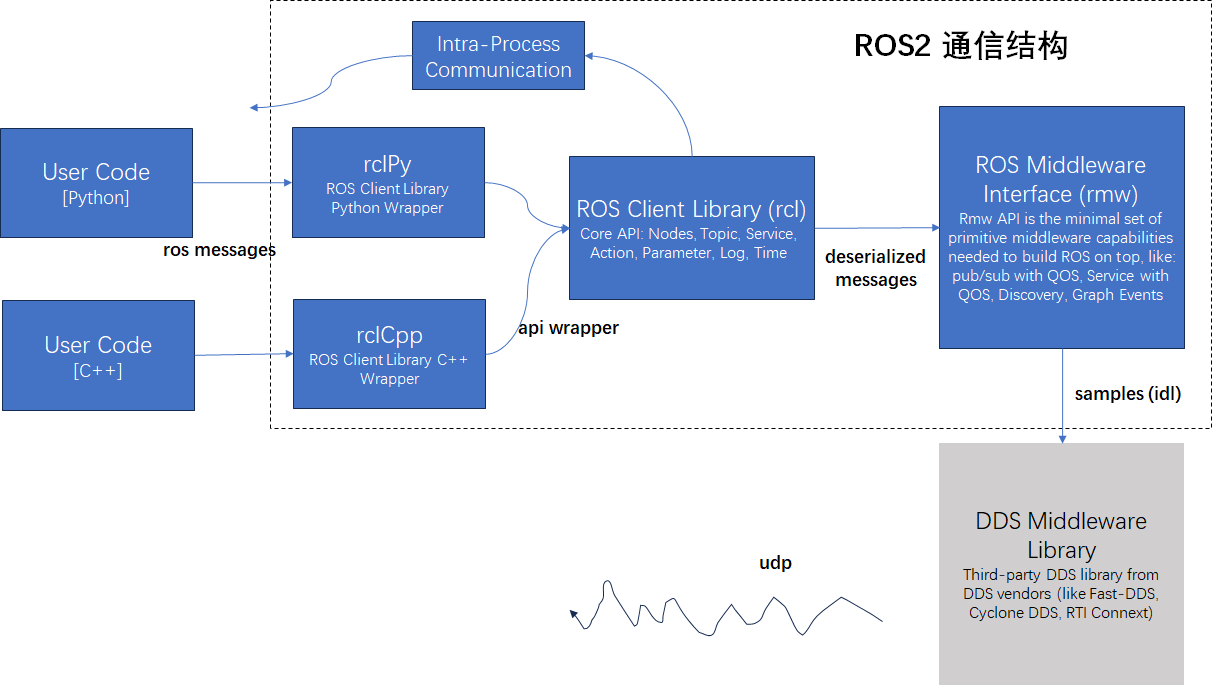 ROS2 通信结构
Intra-Process
Communication
User Code
[Python]
ros messages
rclPy
ROS Client Library
Python Wrapper
ROS Client Library (rcl)
Core API: Nodes, Topic, Service,
Action, Parameter, Log, Time
deserialized
messages
ROS Middleware
Interface (rmw)
Rmw API is the minimal set of
primitive middleware capabilities
needed to build ROS on top, like:
pub/sub with QOS, Service with
QOS, Discovery, Graph Events
User Code
[C++]
rclCpp
ROS Client Library C++
Wrapper
api wrapper
samples (idl)
DDS Middleware
Library
Third-party DDS library from
DDS vendors (like Fast-DDS,
Cyclone DDS, RTI Connext)
udp